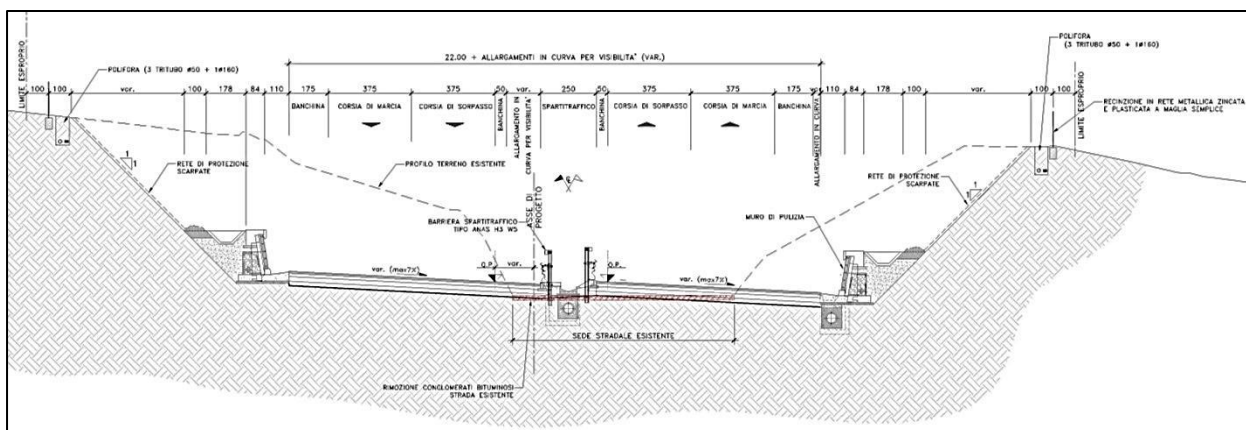 LIMITE ESPROPRIO
POLIFORA (3 TRITUBO ø50 + 1ø160)
22.00 + ALLARGAMENTI IN CURVA PER VISIBILITA' (VAR.)
POLIFORA
(3 TRITUBO ø50 + 1ø160)
LIMITE ESPROPRIO
100 100 var. 100 178 84 110 175 375 375 50 var. 250 50 375 375 175 var. 110 84 178 100 var. 100 100
BANCHINA
CORSIA DI MARCIA
CORSIA DI SORPASSO
BANCHINA
ALLARGAMENTO IN
CURVA PER VISIBILITA'
SPARTITRAFFICO
BANCHINA
CORSIA DI SORPASSO
CORSIA DI MARCIA
BANCHINA
ALLARGAMENTO IN CURVA
RECINZIONE IN RETE METALLICA ZINCATA
E PLASTICATA A MAGLIA SEMPLICE
1
1
RETE DI PROTEZIONE
SCARPATE
PROFILO TERRENO ESISTENTE
RETE DI PROTEZIONE
SCARPATE
1
1
BARRIERA SPARTITRAFFICO
TIPO ANAS H3 W5
ASSE DI
PROGETTO
MURO DI PULIZIA
var. (max7%)
Q.P.
var.
Q.P.
var. (max7%)
SEDE STRADALE ESISTENTE
RIMOZIONE CONGLOMERATI BITUMINOSI
STRADA ESISTENTE